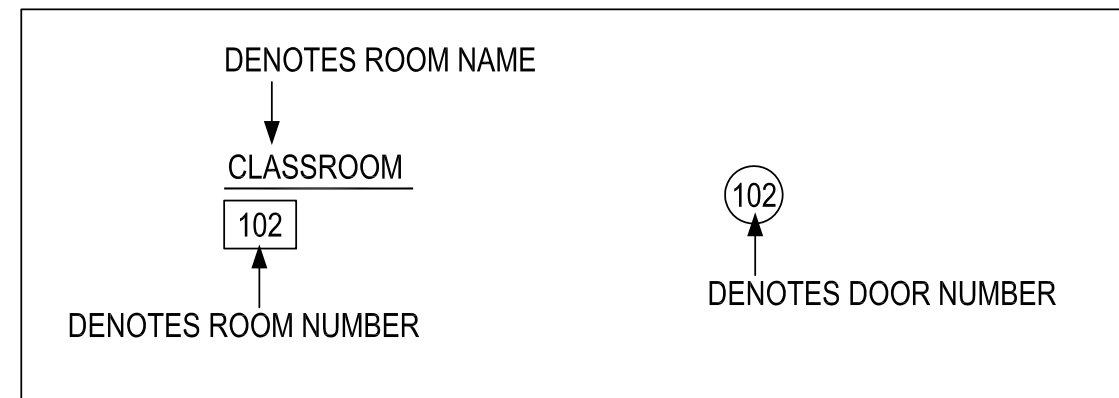 DENOTES ROOM NAME
CLASSROOM
102
DENOTES ROOM NUMBER
102
DENOTES DOOR NUMBER